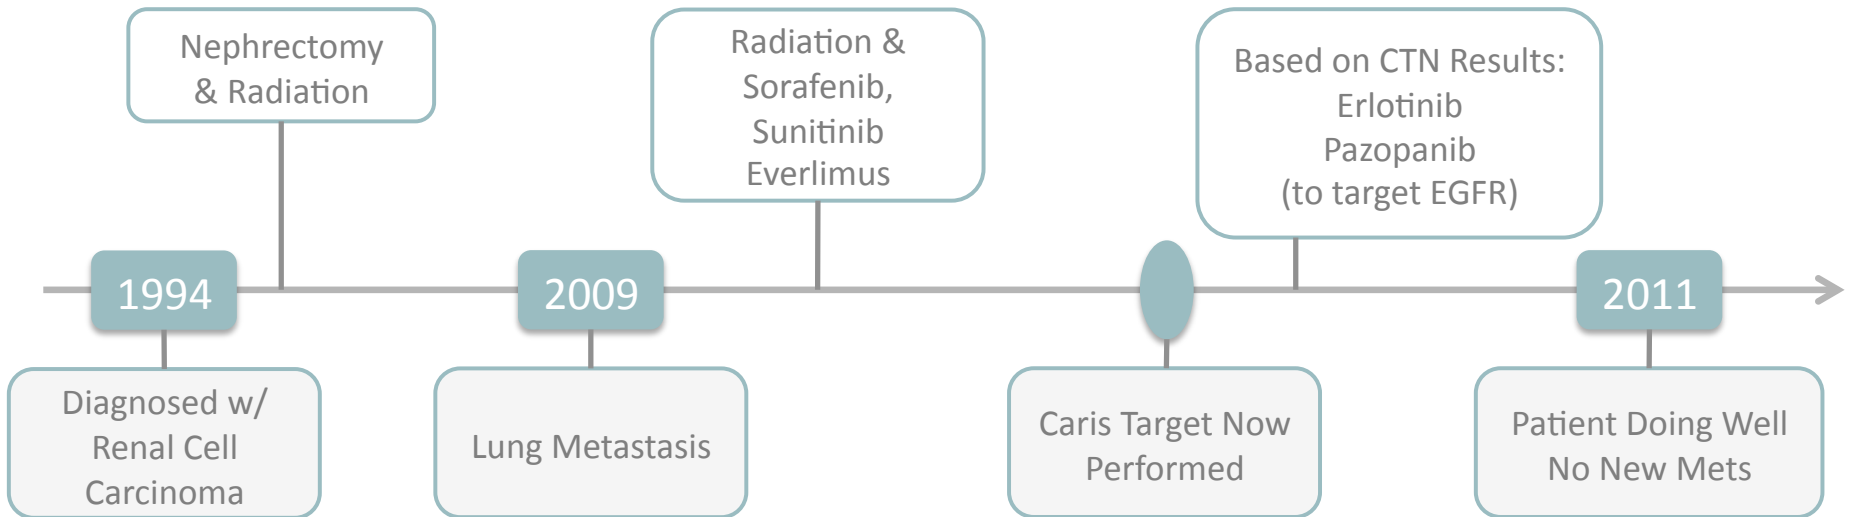 Nephrectomy
& Radiation
Radiation &
Sorafenib,
Sunitinib
Everlimus
Based on CTN Results:
Erlotinib
Pazopanib
(to target EGFR)
1994
2009
2011
Diagnosed w/
Renal Cell
Carcinoma
Lung Metastasis
Caris Target Now
Performed
Patient Doing Well
No New Mets